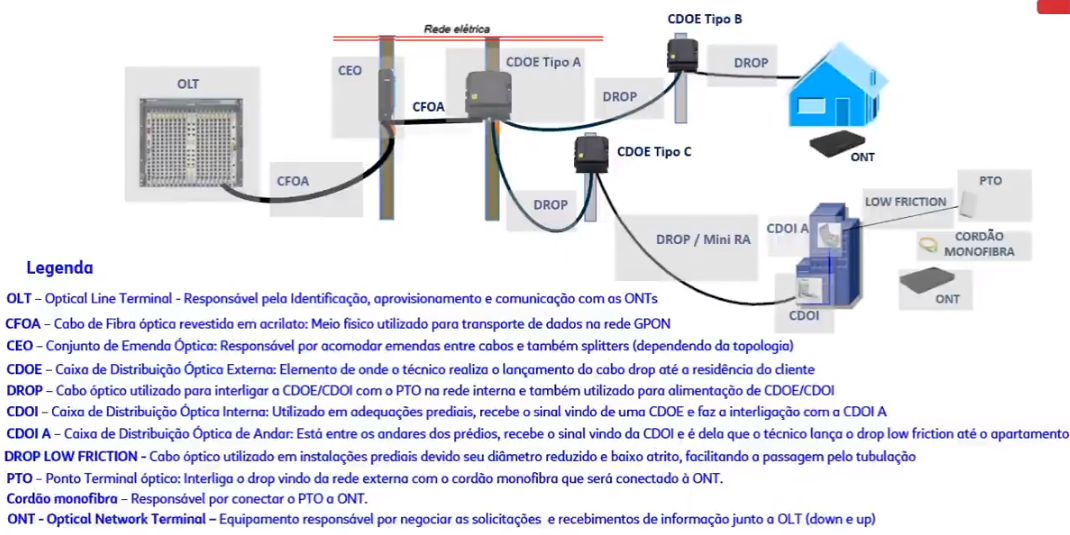 CDOE Tipo B
Rede elétrica
CEO
CDOE Tipo A
DROP
OLT
DROP
CFOA
ONT
CDOE Tipo C
CFOA
PTO
LOW FRICTION
DROP
CDOI A
DROP / Mini RA
CORDÃO
MONOFIBRA
Legenda
ONT
CDOI
OLT – Optical Line Terminal - Responsável pela Identificação, aprovisionamento e comunicação com as ONTs
CFOA – Cabo de Fibra óptica revestida em acrilato: Meio físico utilizado para transporte de dados na rede GPON
CEO – Conjunto de Emenda Óptica: Responsável por acomodar emendas entre cabos e também splitters (dependendo da topologia)
CDOE – Caixa de Distribuição Óptica Externa: Elemento de onde o técnico realiza o lançamento do cabo drop até a residência do cliente
DROP – Cabo óptico utilizado para interligar a CDOE/CDOI com o PTO na rede interna e também utilizado para alimentação de CDOE/CDOI
CDOI – Caixa de Distribuição Óptica Interna: Utilizado em adequações prediais, recebe o sinal vindo de uma CDOE e faz a interligação com a CDOI A
CDOI A – Caixa de Distribuição Óptica de Andar: Está entre os andares dos prédios, recebe o sinal vindo da CDOI e é dela que o técnico lança o drop low friction até o apartamento
DROP LOW FRICTION - Cabo óptico utilizado em instalações prediais devido seu diâmetro reduzido e baixo atrito, facilitando a passagem pelo tubulação
PTO – Ponto Terminal óptico: Interliga o drop vindo da rede externa com o cordão monofibra que será conectado à ONT.
Cordão monofibra – Responsável por conectar o PTO a ONT.
ONT - Optical Network Terminal – Equipamento responsável por negociar as solicitações e recebimentos de informação junto a OLT (down e up)